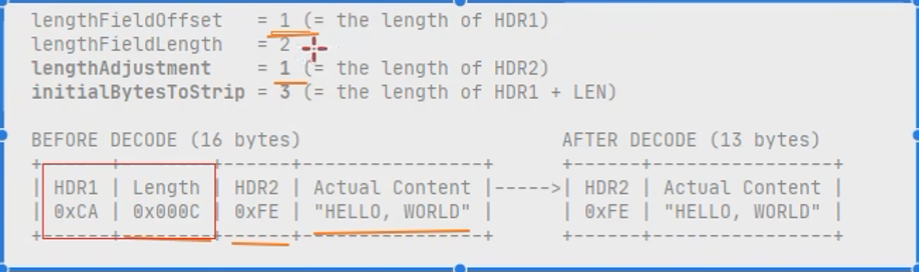 lengthFieldOffset   = 1 (= the length of HDR1)
lengthFieldLength   = 2
lengthAdjustment    = 1 (= the length of HDR2)
initialBytesToStrip = 3 (= the length of HDR1 + LEN)
BEFORE DECODE (16 bytes)                       AFTER DECODE (13 bytes)
+------+--------+------+----------------+      +------+----------------+
| HDR1 | Length | HDR2 | Actual Content |----->| HDR2 | Actual Content |
| 0xCA | 0x000C | 0xFE | "HELLO, WORLD" |      | 0xFE | "HELLO, WORLD" |
+------+--------+------+----------------+      +------+----------------+